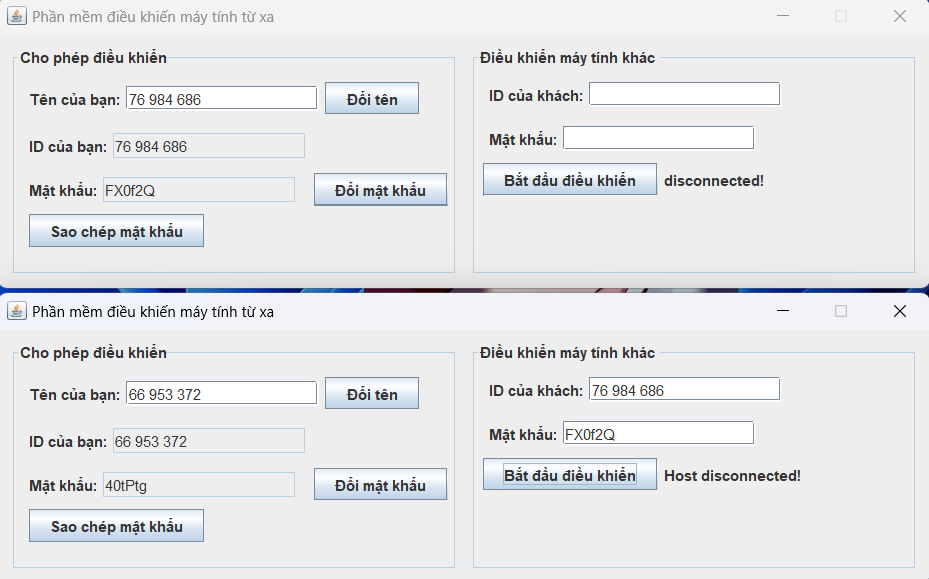 Phần mềm điều khiển máy tính từ xa
Cho phép điều khiển
Tên của bạn: 76 984 686 Đổi tên
ID của bạn: 76 984 686
Mật khẩu: FX0f2Q Đổi mật khẩu
Sao chép mật khẩu
Điều khiển máy tính khác
ID của khách:
Mật khẩu:
Bắt đầu điều khiển disconnected!
Phần mềm điều khiển máy tính từ xa
Cho phép điều khiển
Tên của bạn: 66 953 372 Đổi tên
ID của bạn: 66 953 372
Mật khẩu: 40tPtg Đổi mật khẩu
Sao chép mật khẩu
Điều khiển máy tính khác
ID của khách: 76 984 686
Mật khẩu: FX0f2Q
Bắt đầu điều khiển Host disconnected!